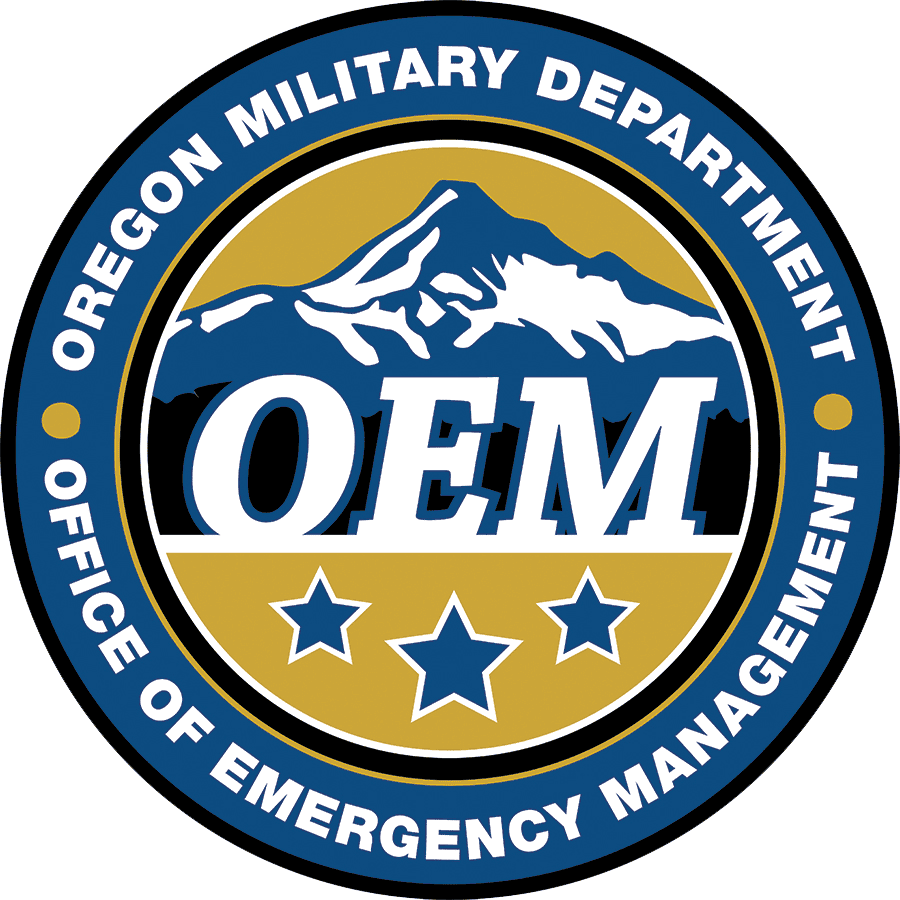 OREGON MILITARY DEPARTMENT
OEM
OFFICE OF EMERGENCY MANAGEMENT